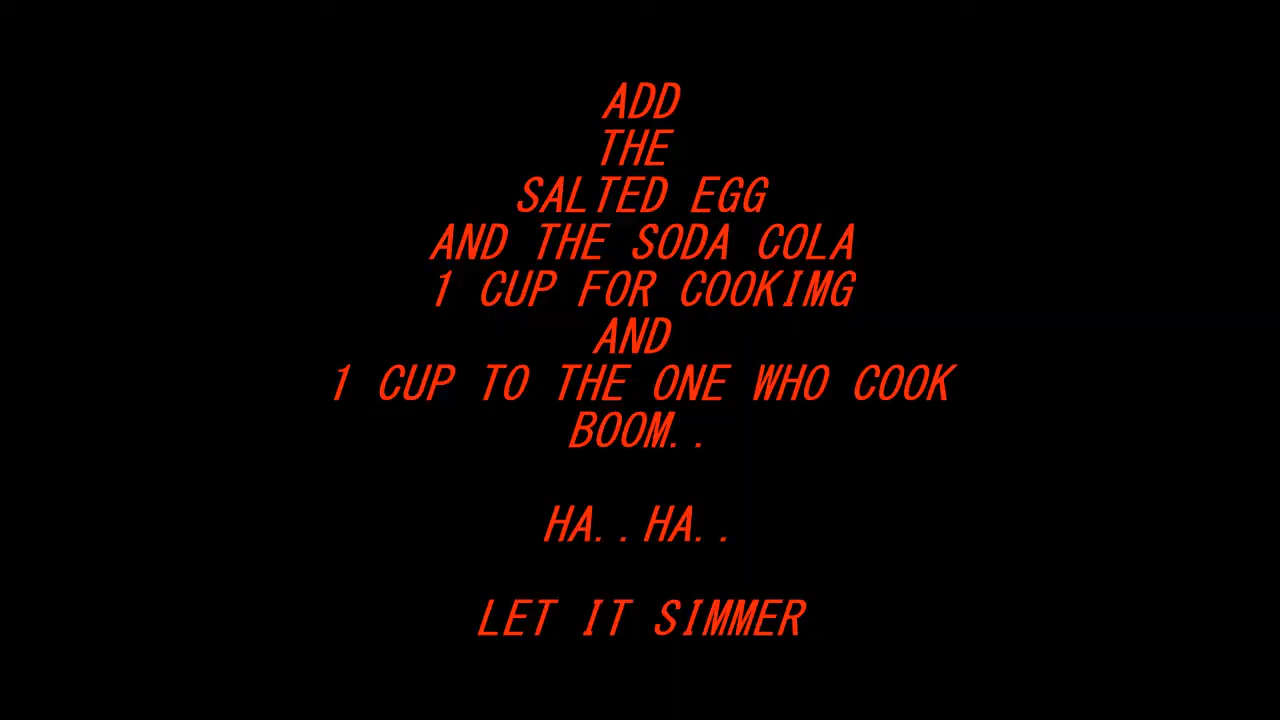 ADD
THE
SALTED EGG
AND THE SODA COLA
1 CUP FOR COOKIMG
AND
1 CUP TO THE ONE WHO COOK
BOOM..
HA..HA..
LET IT SIMMER